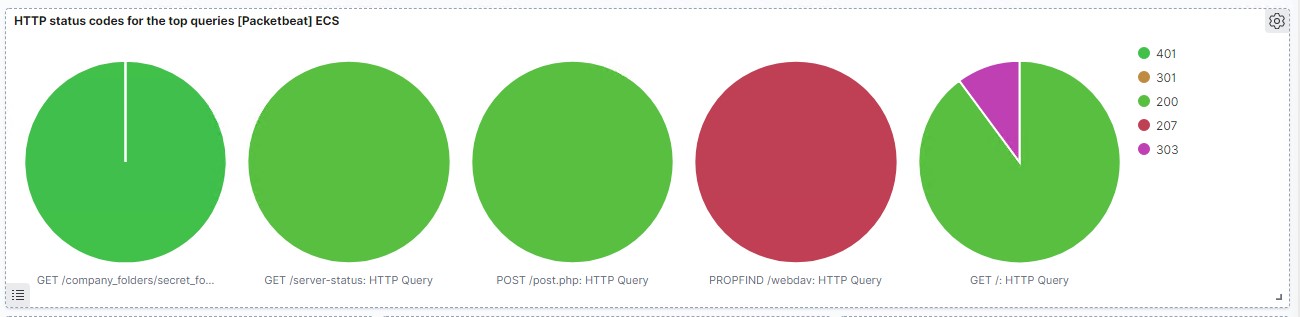 HTTP status codes for the top queries [Packetbeat] ECS
401
301
200
207
303
GET /company_folders/secret_fo...
GET /server-status: HTTP Query
POST /post.php: HTTP Query
PROPFIND /webdav: HTTP Query
GET /: HTTP Query